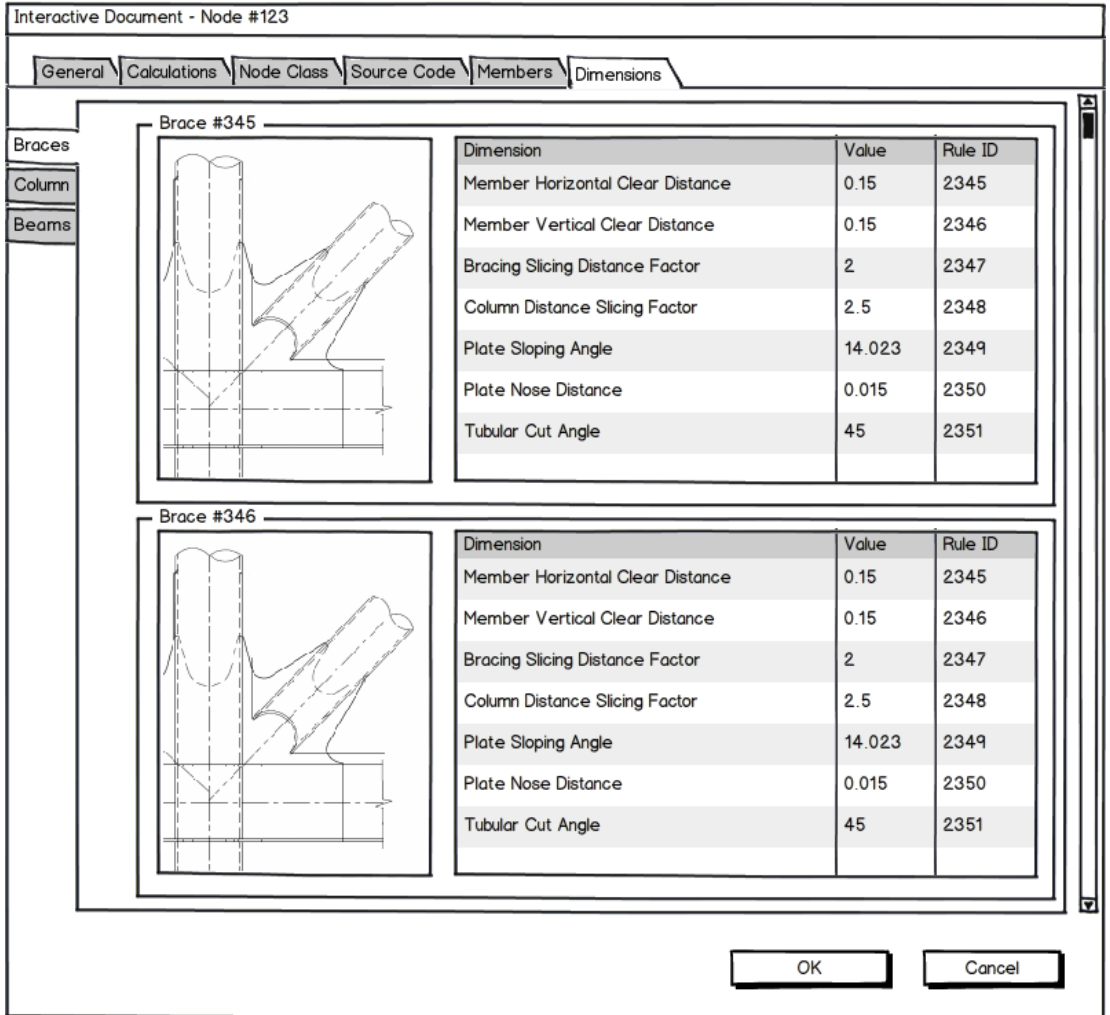 Interactive Document - Node #123
General Calculations Node Class Source Code Members Dimensions
Braces
Column
Beams
Brace #345
Dimension Value Rule ID
Member Horizontal Clear Distance 0.15 2345
Member Vertical Clear Distance 0.15 2346
Bracing Slicing Distance Factor 2 2347
Column Distance Slicing Factor 2.5 2348
Plate Sloping Angle 14.023 2349
Plate Nose Distance 0.015 2350
Tubular Cut Angle 45 2351
Brace #346
Dimension Value Rule ID
Member Horizontal Clear Distance 0.15 2345
Member Vertical Clear Distance 0.15 2346
Bracing Slicing Distance Factor 2 2347
Column Distance Slicing Factor 2.5 2348
Plate Sloping Angle 14.023 2349
Plate Nose Distance 0.015 2350
Tubular Cut Angle 45 2351
OK Cancel